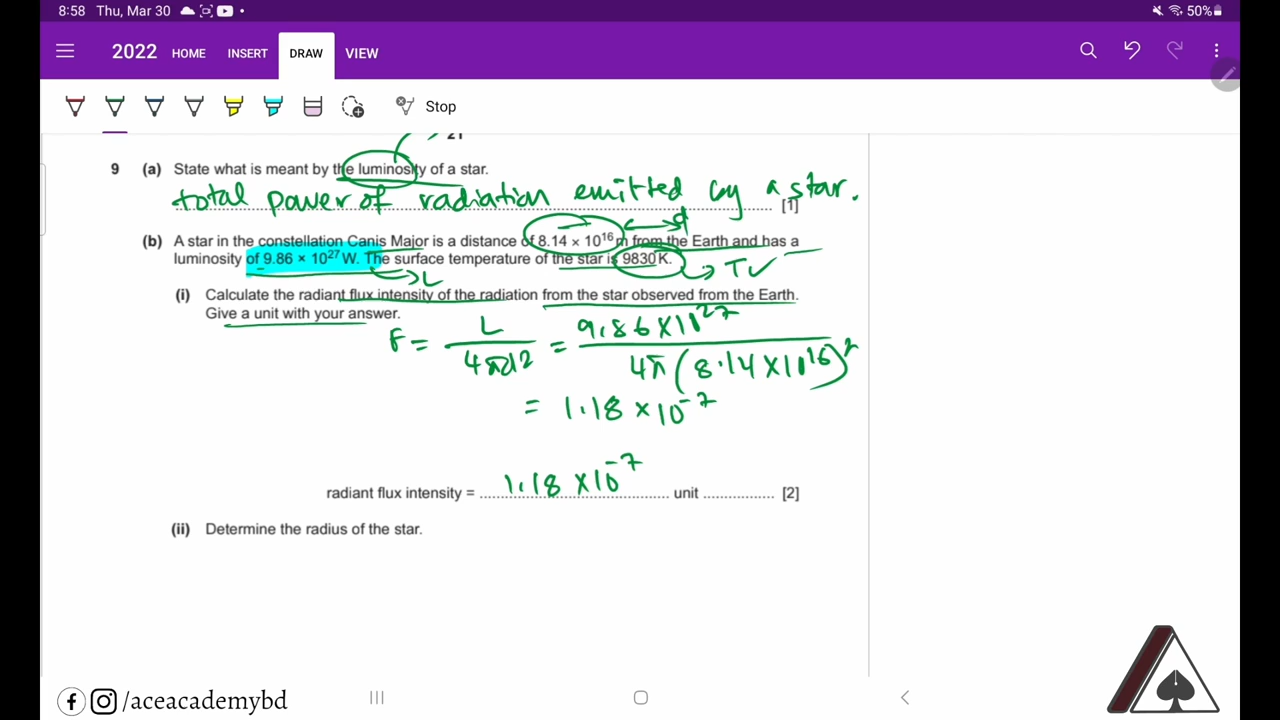 8:58 Thu, Mar 30 50%
2022 HOME INSERT DRAW VIEW
Stop
21
9 (a) State what is meant by the luminosity of a star.
total power of radiation emitted by a star.
[1]
d
(b) A star in the constellation Canis Major is a distance of 8.14 × 10¹⁶ m from the Earth and has a
luminosity of 9.86 × 10²⁷ W. The surface temperature of the star is 9830 K.
L
T
(i) Calculate the radiant flux intensity of the radiation from the star observed from the Earth.
Give a unit with your answer.
F = L / 4πd² = 9.86 × 10²⁷ / 4π (8.14 × 10¹⁶)²
= 1.18 × 10⁻⁷
radiant flux intensity = 1.18 × 10⁻⁷ unit [2]
(ii) Determine the radius of the star.
/aceacademybd